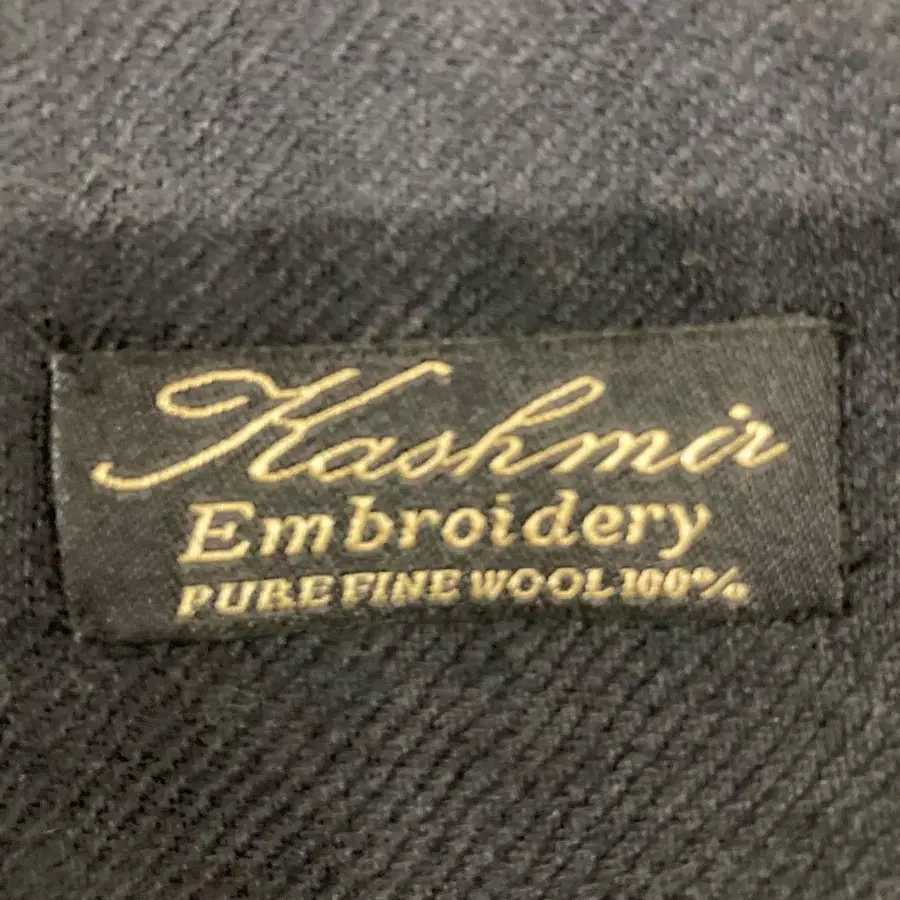 Kashmir
Embroidery
PURE FINE WOOL 100%